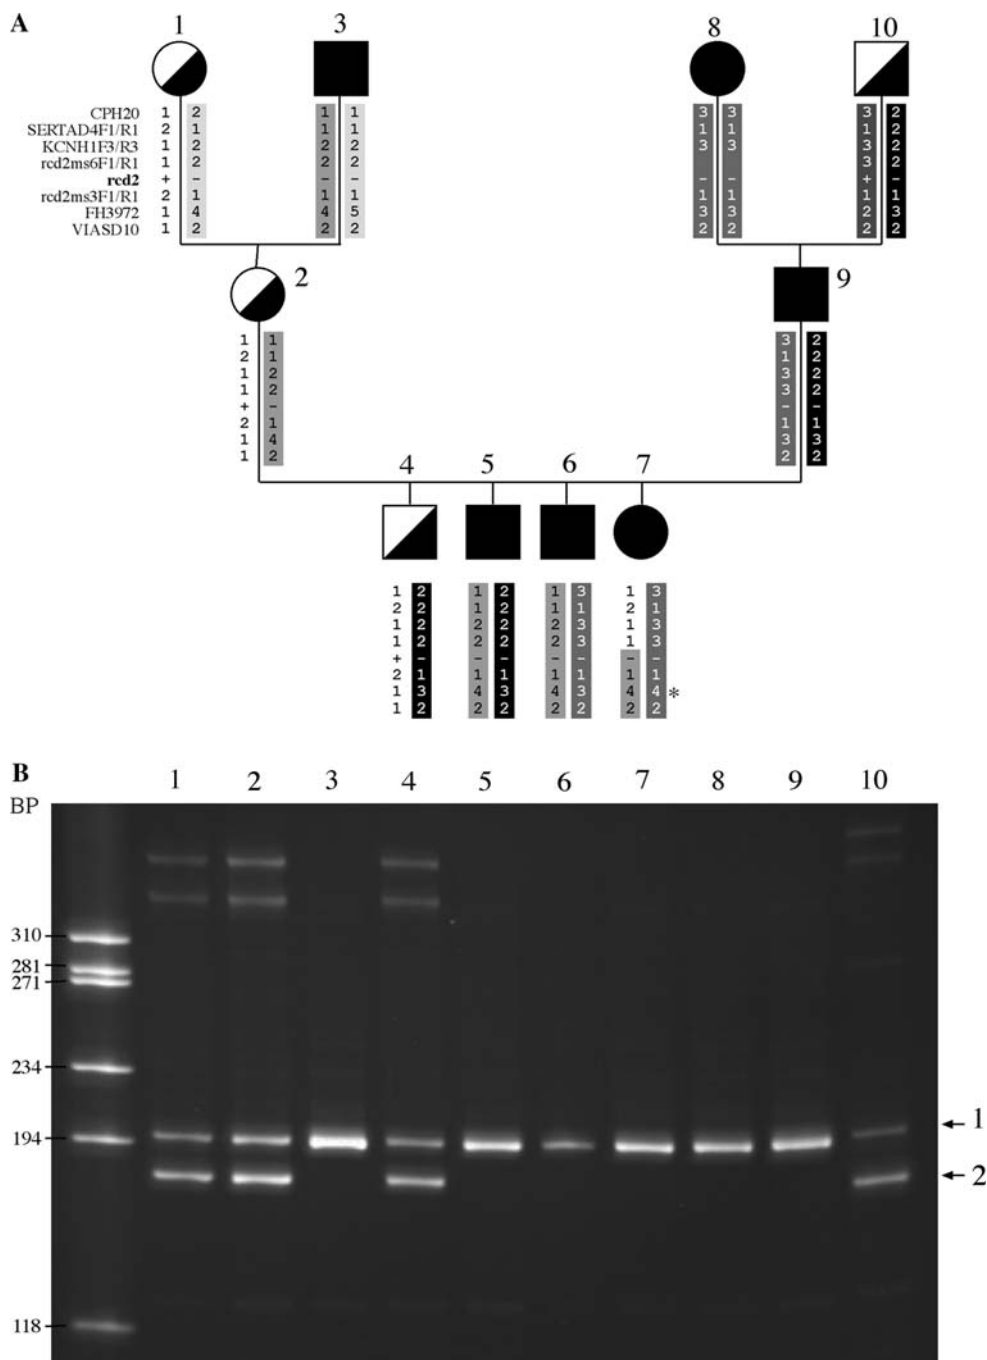 A
1 3 8 10
CPH20 1 2 1 1 3 3 3 2
SERTAD4F1/R1 2 1 1 1 1 1 1 2
KCNH1F3/R3 1 2 2 2 3 3 3 2
rcd2ms6F1/R1 1 2 2 2 3 2
rcd2 + - - - - - + -
rcd2ms3F1/R1 2 1 1 1 1 1 1 1
FH3972 1 4 4 5 3 3 2 3
VIASD10 1 2 2 2 2 2 2 2
2 9
1 1 3 2
2 1 1 2
1 2 3 2
1 2 3 2
+ - - -
2 1 1 1
1 4 3 3
1 2 2 2
4 5 6 7
1 2 1 2 1 3 1 3
2 2 1 2 1 1 2 1
1 2 2 2 2 3 1 3
1 2 2 2 2 3 1 3
+ - - - - - - -
2 1 1 1 1 1 1 1
1 3 4 3 4 3 4 4 *
1 2 2 2 2 2 2 2
B
BP 1 2 3 4 5 6 7 8 9 10
310
281
271
234
194
1
2
118